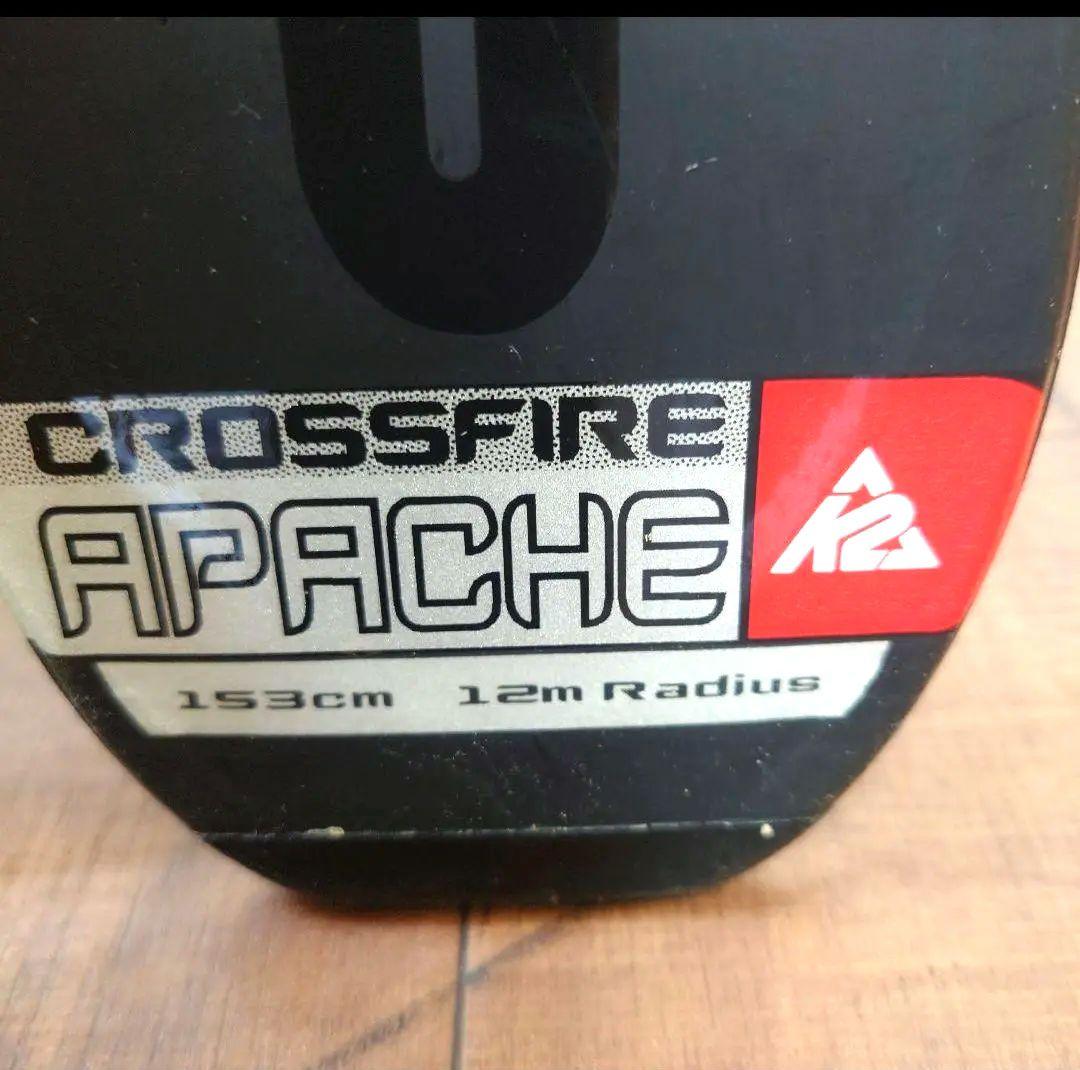 CROSSFIRE
APACHE
K2
153cm 12m Radius